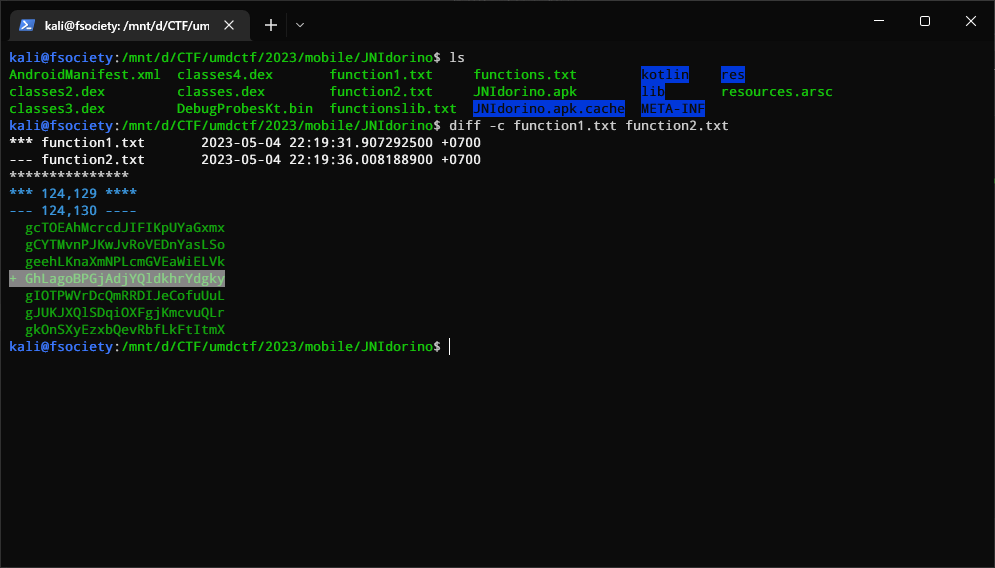 kali@fsociety: /mnt/d/CTF/um
kali@fsociety:/mnt/d/CTF/umdctf/2023/mobile/JNIdorino$ ls
AndroidManifest.xml  classes4.dex       function1.txt     functions.txt       kotlin    res
classes2.dex         classes.dex        function2.txt     JNIdorino.apk       lib       resources.arsc
classes3.dex         DebugProbesKt.bin  functionslib.txt  JNIdorino.apk.cache  META-INF
kali@fsociety:/mnt/d/CTF/umdctf/2023/mobile/JNIdorino$ diff -c function1.txt function2.txt
*** function1.txt       2023-05-04 22:19:31.907292500 +0700
--- function2.txt       2023-05-04 22:19:36.008188900 +0700
***************
*** 124,129 ****
--- 124,130 ----
  gcTOEAhMcrcdJIFIKpUYaGxmx
  gCYTMvnPJKwJvRoVEDnYasLSo
  geehLKnaXmNPLcmGVEaWiELVk
+ GhLagoBPGjAdjYQldkhrYdgky
  gIOTPWVrDcQmRRDIJeCofuUuL
  gJUKJXQlSDqiOXFgjKmcvuQLr
  gkOnSXyEzxbQevRbfLkFtItmX
kali@fsociety:/mnt/d/CTF/umdctf/2023/mobile/JNIdorino$